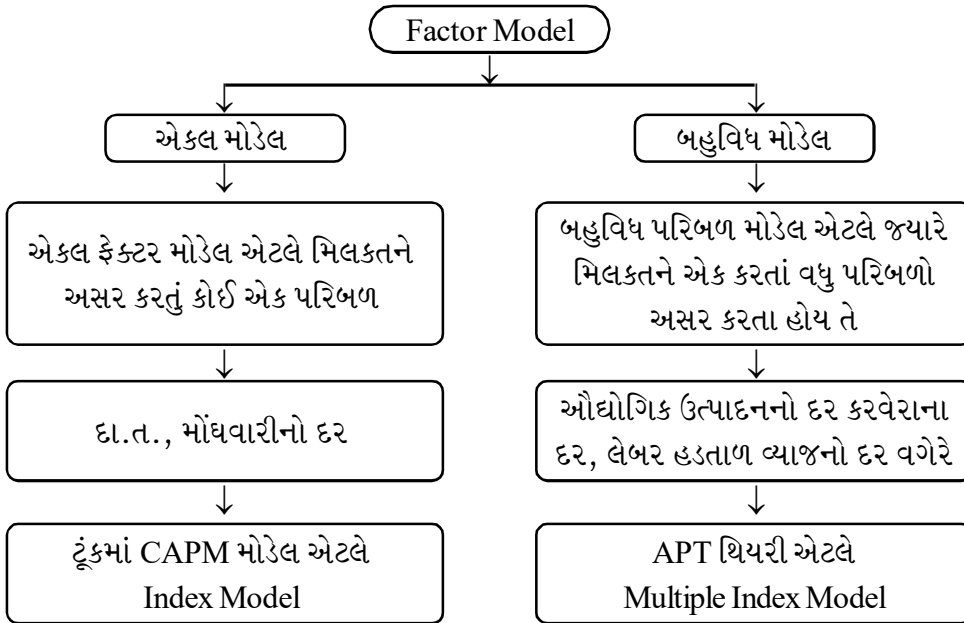 Factor Model
એકલ મોડેલ
બહુવિધ મોડેલ
એકલ ફેક્ટર મોડેલ એટલે મિલકતને
અસર કરતું કોઈ એક પરિબળ
બહુવિધ પરિબળ મોડેલ એટલે જ્યારે
મિલકતને એક કરતાં વધુ પરિબળો
અસર કરતા હોય તે
દા.ત., મોંઘવારીનો દર
ઔદ્યોગિક ઉત્પાદનનો દર કરવેરાના
દર, લેબર હડતાળ વ્યાજનો દર વગેરે
ટૂંકમાં CAPM મોડેલ એટલે
Index Model
APT થિયરી એટલે
Multiple Index Model